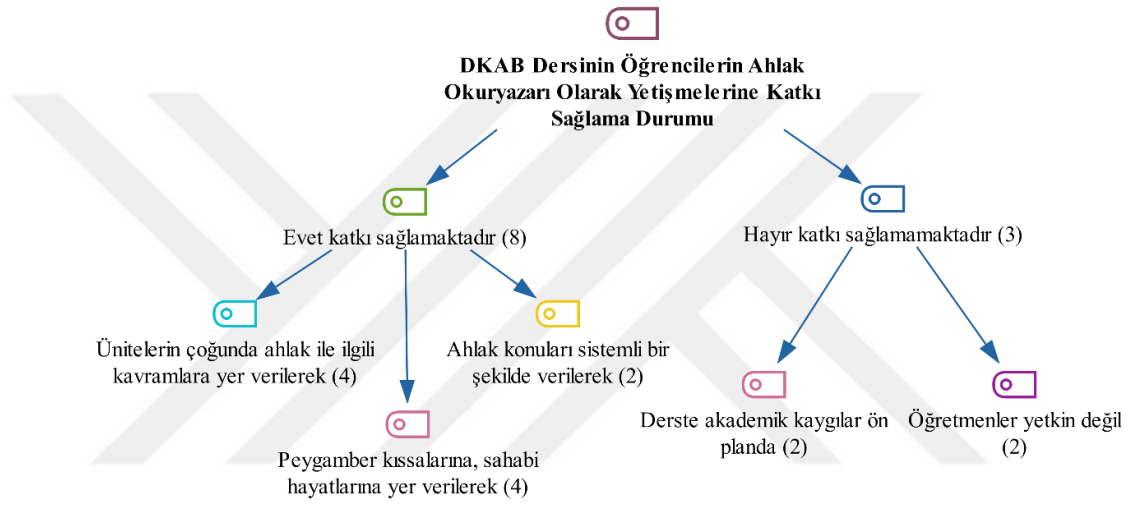 DKAB Dersinin Öğrencilerin Ahlak
Okuryazarı Olarak Yetişmelerine Katkı
Sağlama Durumu
Evet katkı sağlamaktadır (8)
Hayır katkı sağlamamaktadır (3)
Ünitelerin çoğunda ahlak ile ilgili
kavramlara yer verilerek (4)
Ahlak konuları sistemli bir
şekilde verilerek (2)
Peygamber kıssalarına, sahabi
hayatlarına yer verilerek (4)
Derste akademik kaygılar ön
planda (2)
Öğretmenler yetkin değil
(2)